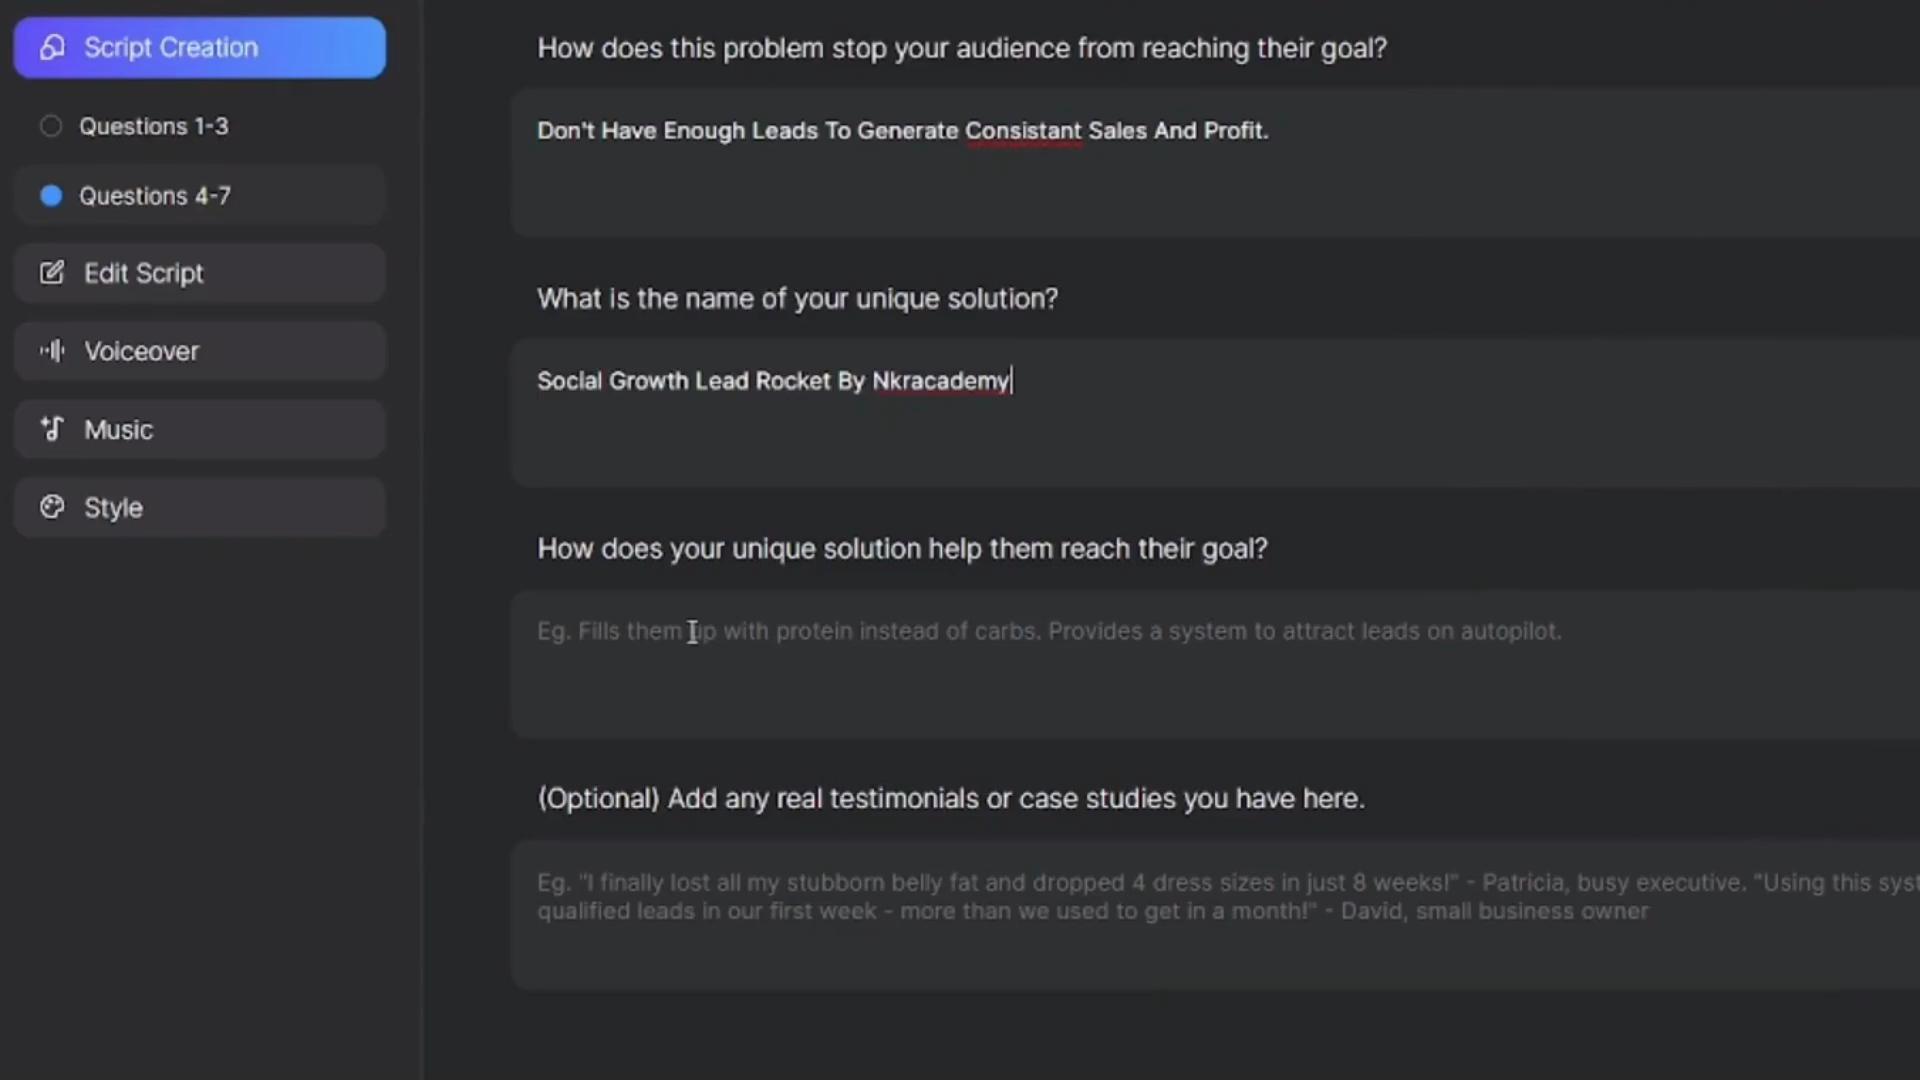 Script Creation
Questions 1-3
Questions 4-7
Edit Script
Voiceover
Music
Style
How does this problem stop your audience from reaching their goal?
Don't Have Enough Leads To Generate Consistant Sales And Profit.
What is the name of your unique solution?
Social Growth Lead Rocket By Nkracademy
How does your unique solution help them reach their goal?
Eg. Fills them up with protein instead of carbs. Provides a system to attract leads on autopilot.
(Optional) Add any real testimonials or case studies you have here.
Eg. "I finally lost all my stubborn belly fat and dropped 4 dress sizes in just 8 weeks!" - Patricia, busy executive. "Using this syst
qualified leads in our first week - more than we used to get in a month!" - David, small business owner